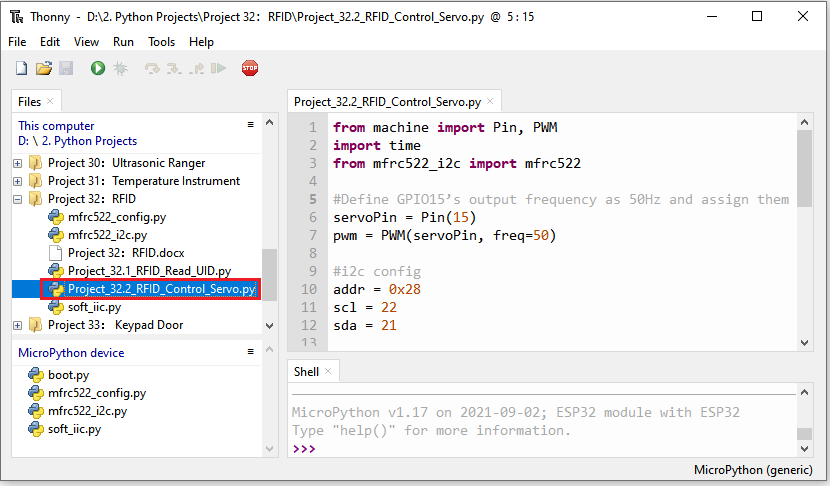 Thonny - D:\2. Python Projects\Project 32：RFID\Project_32.2_RFID_Control_Servo.py @ 5 : 15
File Edit View Run Tools Help
STOP
Files ×
This computer ≡
D: \ 2. Python Projects
Project 30：Ultrasonic Ranger
Project 31：Temperature Instrument
Project 32：RFID
mfrc522_config.py
mfrc522_i2c.py
Project 32：RFID.docx
Project_32.1_RFID_Read_UID.py
Project_32.2_RFID_Control_Servo.py
soft_iic.py
Project 33：Keypad Door
MicroPython device ≡
boot.py
mfrc522_config.py
mfrc522_i2c.py
soft_iic.py
Project_32.2_RFID_Control_Servo.py ×
1 from machine import Pin, PWM
2 import time
3 from mfrc522_i2c import mfrc522
4
5 #Define GPIO15’s output frequency as 50Hz and assign them
6 servoPin = Pin(15)
7 pwm = PWM(servoPin, freq=50)
8
9 #i2c config
10 addr = 0x28
11 scl = 22
12 sda = 21
13
Shell ×
MicroPython v1.17 on 2021-09-02; ESP32 module with ESP32
Type "help()" for more information.
>>>
MicroPython (generic)